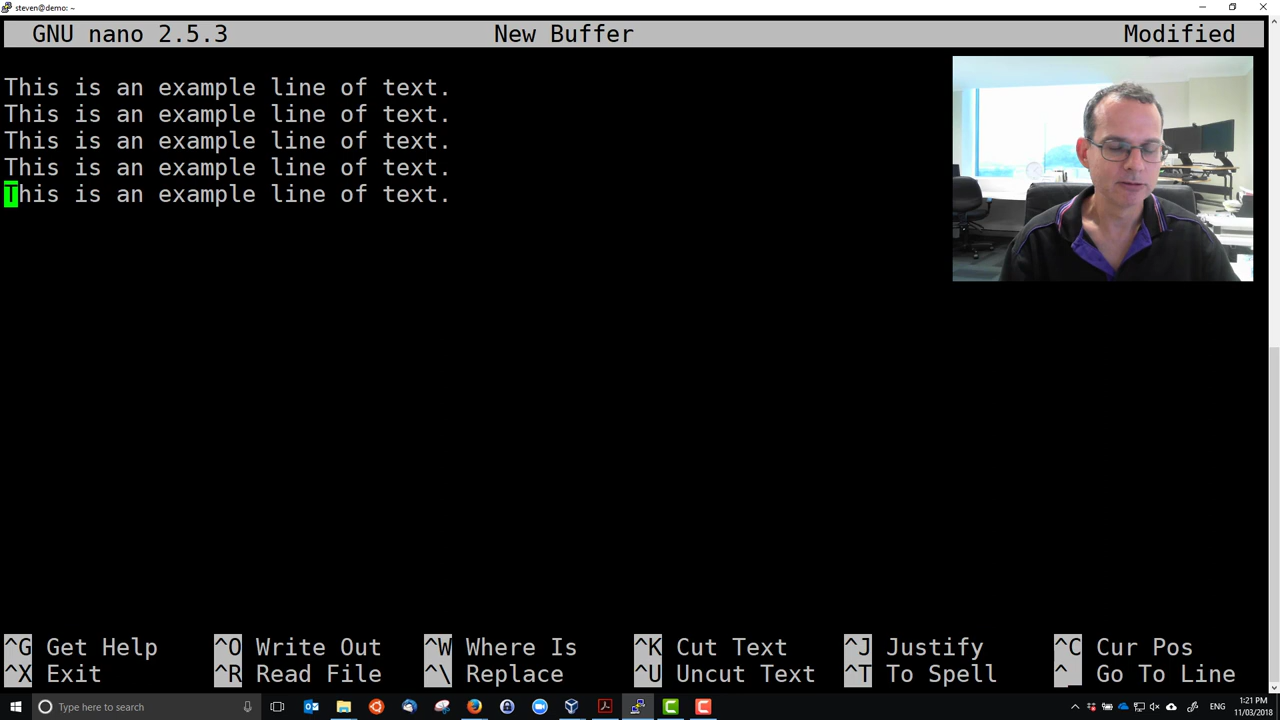 steven@demo: ~
GNU nano 2.5.3 New Buffer Modified
This is an example line of text.
This is an example line of text.
This is an example line of text.
This is an example line of text.
This is an example line of text.
^G Get Help ^O Write Out ^W Where Is ^K Cut Text ^J Justify ^C Cur Pos
^X Exit ^R Read File ^\ Replace ^U Uncut Text ^T To Spell ^_ Go To Line
Type here to search
ENG
1:21 PM
11/03/2018